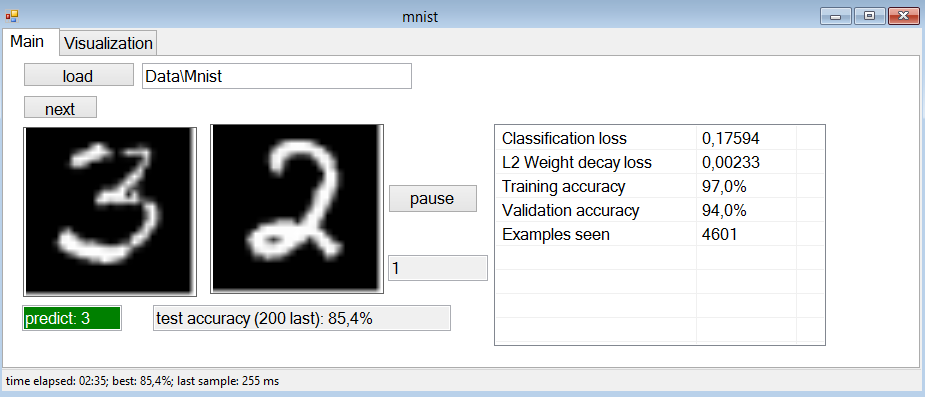 mnist
Main Visualization
load Data\Mnist
next
3 2
pause
1
predict: 3
test accuracy (200 last): 85,4%
Classification loss 0,17594
L2 Weight decay loss 0,00233
Training accuracy 97,0%
Validation accuracy 94,0%
Examples seen 4601
time elapsed: 02:35; best: 85,4%; last sample: 255 ms